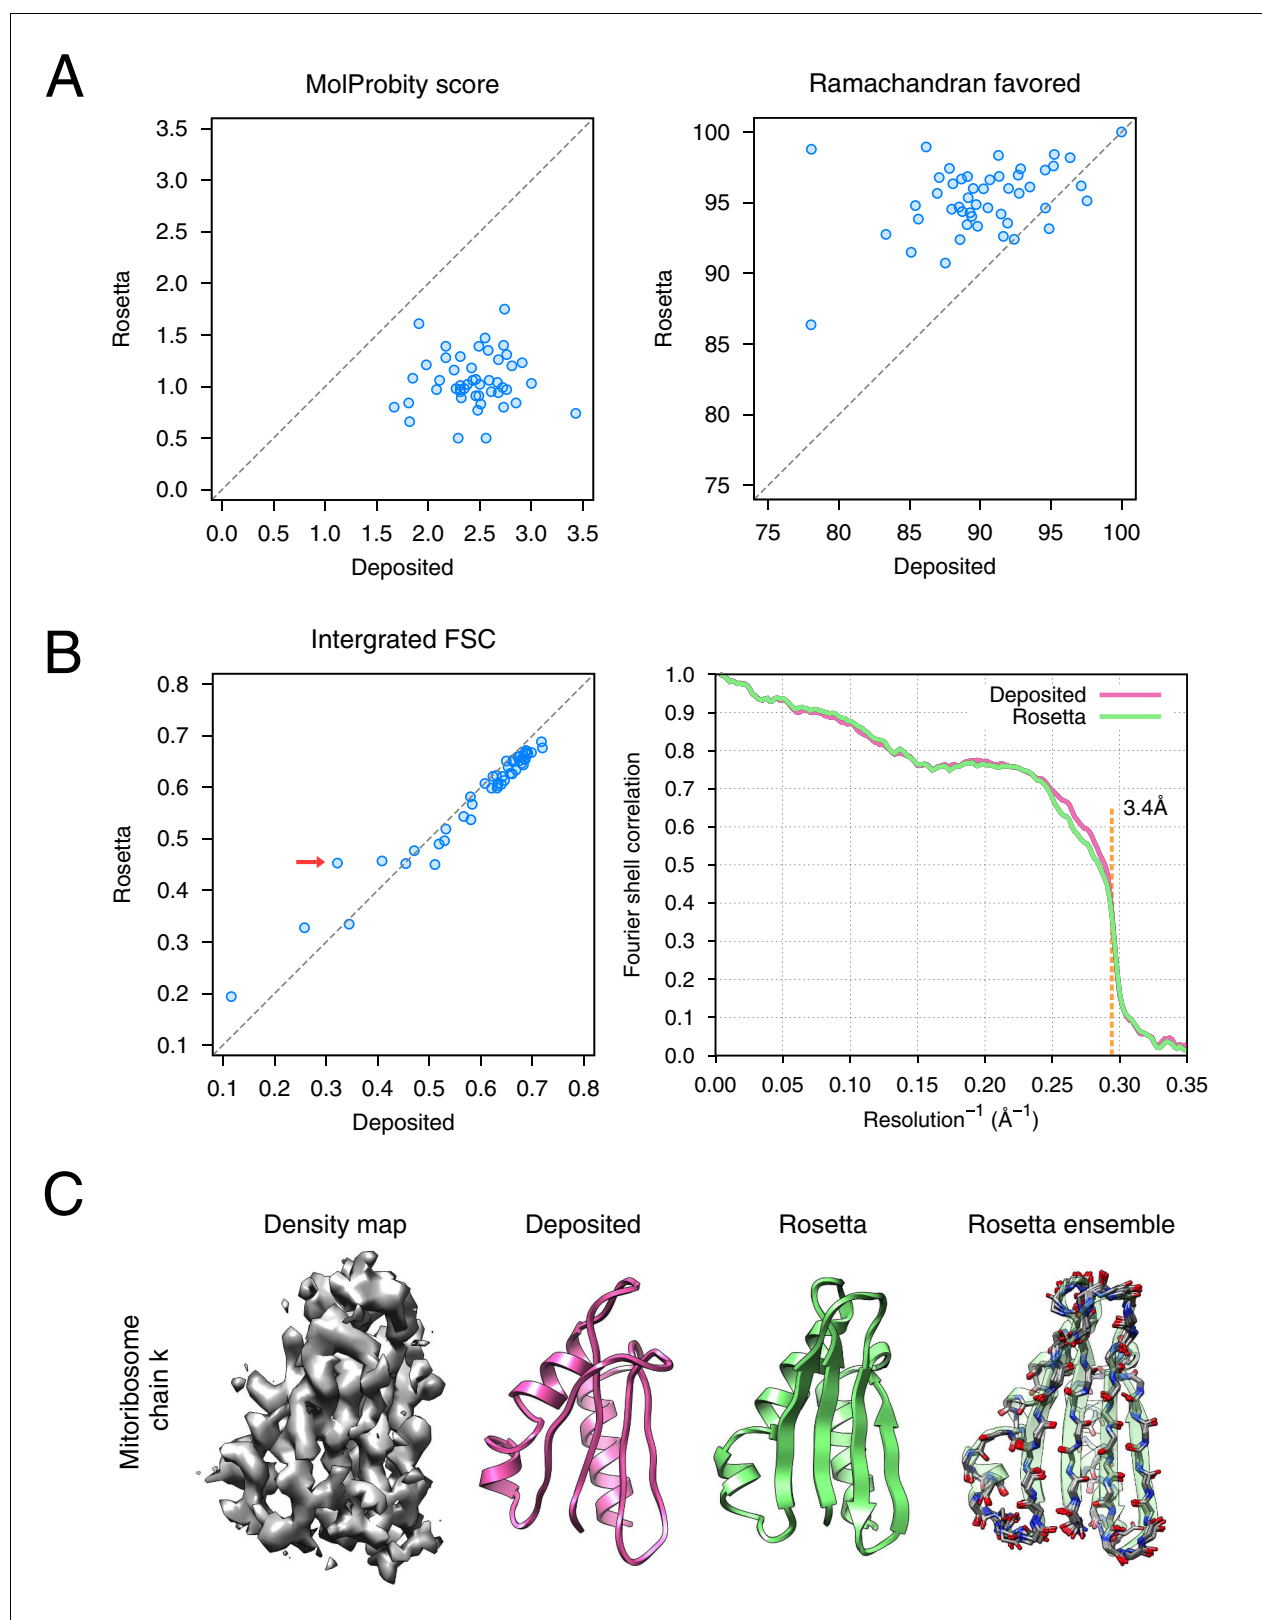 A
MolProbity score
Ramachandran favored
3.5
3.0
2.5
2.0
1.5
1.0
0.5
0.0
Rosetta
0.0 0.5 1.0 1.5 2.0 2.5 3.0 3.5
Deposited
100
95
90
85
80
75
Rosetta
75 80 85 90 95 100
Deposited
B
Intergrated FSC
0.8
0.7
0.6
0.5
0.4
0.3
0.2
0.1
Rosetta
0.1 0.2 0.3 0.4 0.5 0.6 0.7 0.8
Deposited
1.0
0.9
0.8
0.7
0.6
0.5
0.4
0.3
0.2
0.1
0.0
Fourier shell correlation
Deposited
Rosetta
3.4Å
0.00 0.05 0.10 0.15 0.20 0.25 0.30 0.35
Resolution⁻¹ (Å⁻¹)
C
Density map
Deposited
Rosetta
Rosetta ensemble
Mitoribosome
chain k